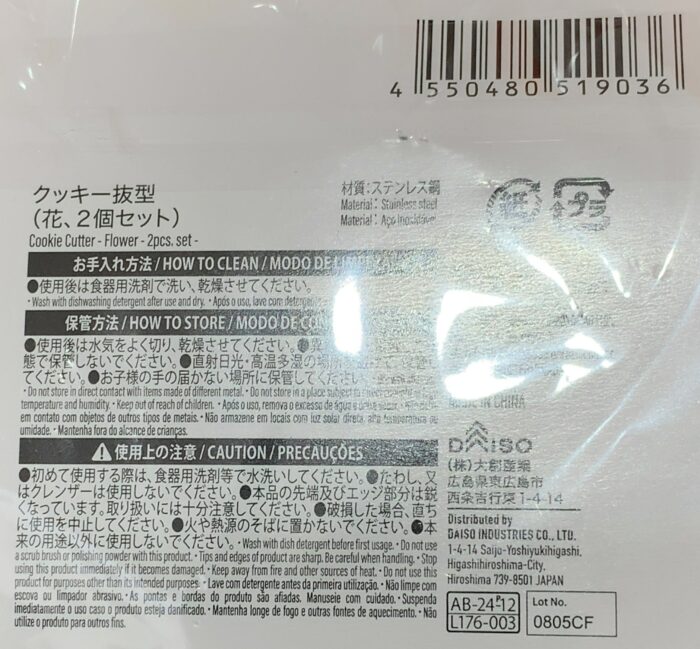 4 550480 519036
クッキー抜型
(花、2個セット)
Cookie Cutter - Flower - 2pcs. set -
材質:ステンレス鋼
Material: Stainless steel
Material: Aço inoxidável
紙
プラ
お手入れ方法 / HOW TO CLEAN / MODO DE
●使用後は食器用洗剤で洗い、乾燥させてください。
・Wash with dishwashing detergent after use and dry. ・Após o uso, lave com
保管方法 / HOW TO STORE / MODO DE
●使用後は水気をよく切り、乾燥させてください。●異
態で保管しないでください。●直射日光・高温多湿の場所
てください。●お子様の手の届かない場所に保管してください。
・Do not store in direct contact with items made of different metal. ・Do not store in a place subject to
temperature and humidity. ・Keep out of reach of children. ・Após o uso, remova o excesso de água e
em contato com objetos de outros tipos de metais. ・Não armazene em locais com luz solar direta, alta temperatura ou
umidade. ・Mantenha fora do alcance de crianças.
使用上の注意 / CAUTION / PRECAUÇÕES
●初めて使用する際は、食器用洗剤等で水洗いしてください。●たわし、又
はクレンザーは使用しないでください。●本品の先端及びエッジ部分は鋭
くなっています。取り扱いには十分注意してください。●破損した場合、直ち
に使用を中止してください。●火や熱源のそばに置かないでください。●本
来の用途以外に使用しないでください。・Wash with dish detergent before first usage. ・Do not use
a scrub brush or polishing powder with this product. ・Tips and edges of product are sharp. Be careful when handling. ・Stop
using this product immediately if it becomes damaged. ・Keep away from fire and other sources of heat. ・Do not use this
product for purposes other than its intended purposes. ・Lave com detergente antes da primeira utilização. ・Não limpe com
escova ou limpador abrasivo. ・As pontas e bordas do produto são afiadas. Manuseie com cuidado. ・Suspenda
imediatamente o uso caso o produto esteja danificado. ・Mantenha longe de fogo e outras fontes de aquecimento. ・Não
utilize o produto para outros fins.
MADE IN CHINA
DAISO
(株)大創産業
広島県東広島市
西条吉行東1-4-14
Distributed by
DAISO INDUSTRIES CO., LTD.
1-4-14 Saijo-Yoshiyukihigashi,
Higashihiroshima-City,
Hiroshima 739-8501 JAPAN
AB-24-P-12
L176-003
Lot No.
0805CF